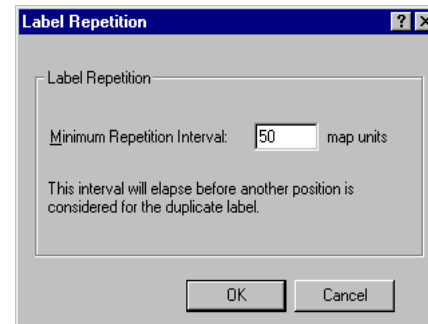 Label Repetition
Label Repetition
Minimum Repetition Interval: 50 map units
This interval will elapse before another position is
considered for the duplicate label.
OK Cancel